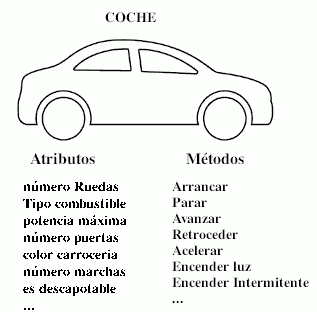 COCHE
Atributos
número Ruedas
Tipo combustible
potencia máxima
número puertas
color carrocería
número marchas
es descapotable
...
Métodos
Arrancar
Parar
Avanzar
Retroceder
Acelerar
Encender luz
Encender Intermitente
...